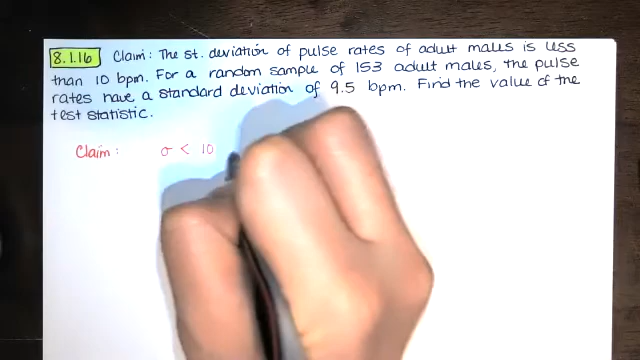 8.1.16 Claim: The st. deviation of pulse rates of adult males is less
than 10 bpm. For a random sample of 153 adult males, the pulse
rates have a standard deviation of 9.5 bpm. Find the value of the
test statistic.
Claim: σ < 10